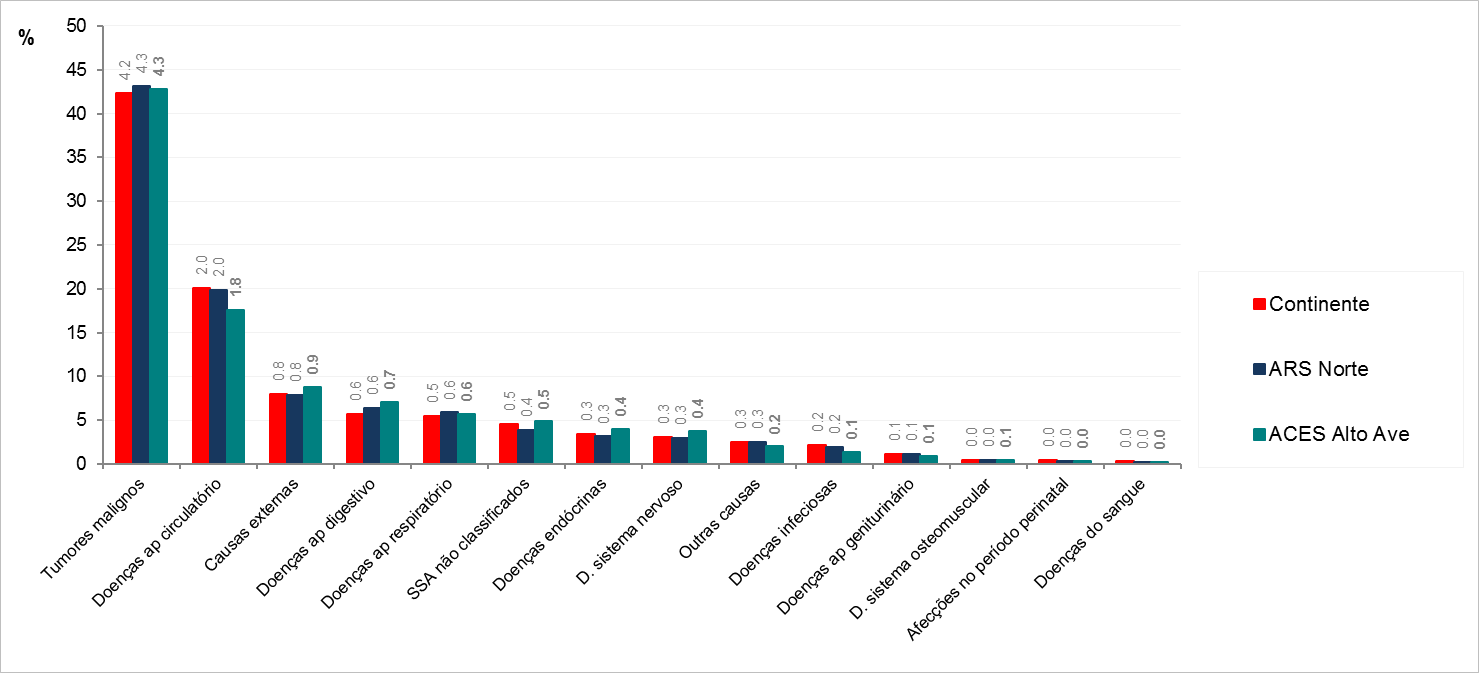 %
50
45
40
35
30
25
20
15
10
5
0
4.2 4.3 4.3
2.0 2.0 1.8
0.8 0.8 0.9
0.6 0.6 0.7
0.5 0.6 0.6
0.5 0.4 0.5
0.3 0.3 0.4
0.3 0.3 0.4
0.3 0.3 0.2
0.2 0.2 0.1
0.1 0.1 0.1
0.0 0.0 0.1
0.0 0.0 0.0
0.0 0.0 0.0
Tumores malignos
Doenças ap circulatório
Causas externas
Doenças ap digestivo
Doenças ap respiratório
SSA não classificados
Doenças endócrinas
D. sistema nervoso
Outras causas
Doenças infeciosas
Doenças ap geniturinário
D. sistema osteomuscular
Afecções no período perinatal
Doenças do sangue
Continente
ARS Norte
ACES Alto Ave